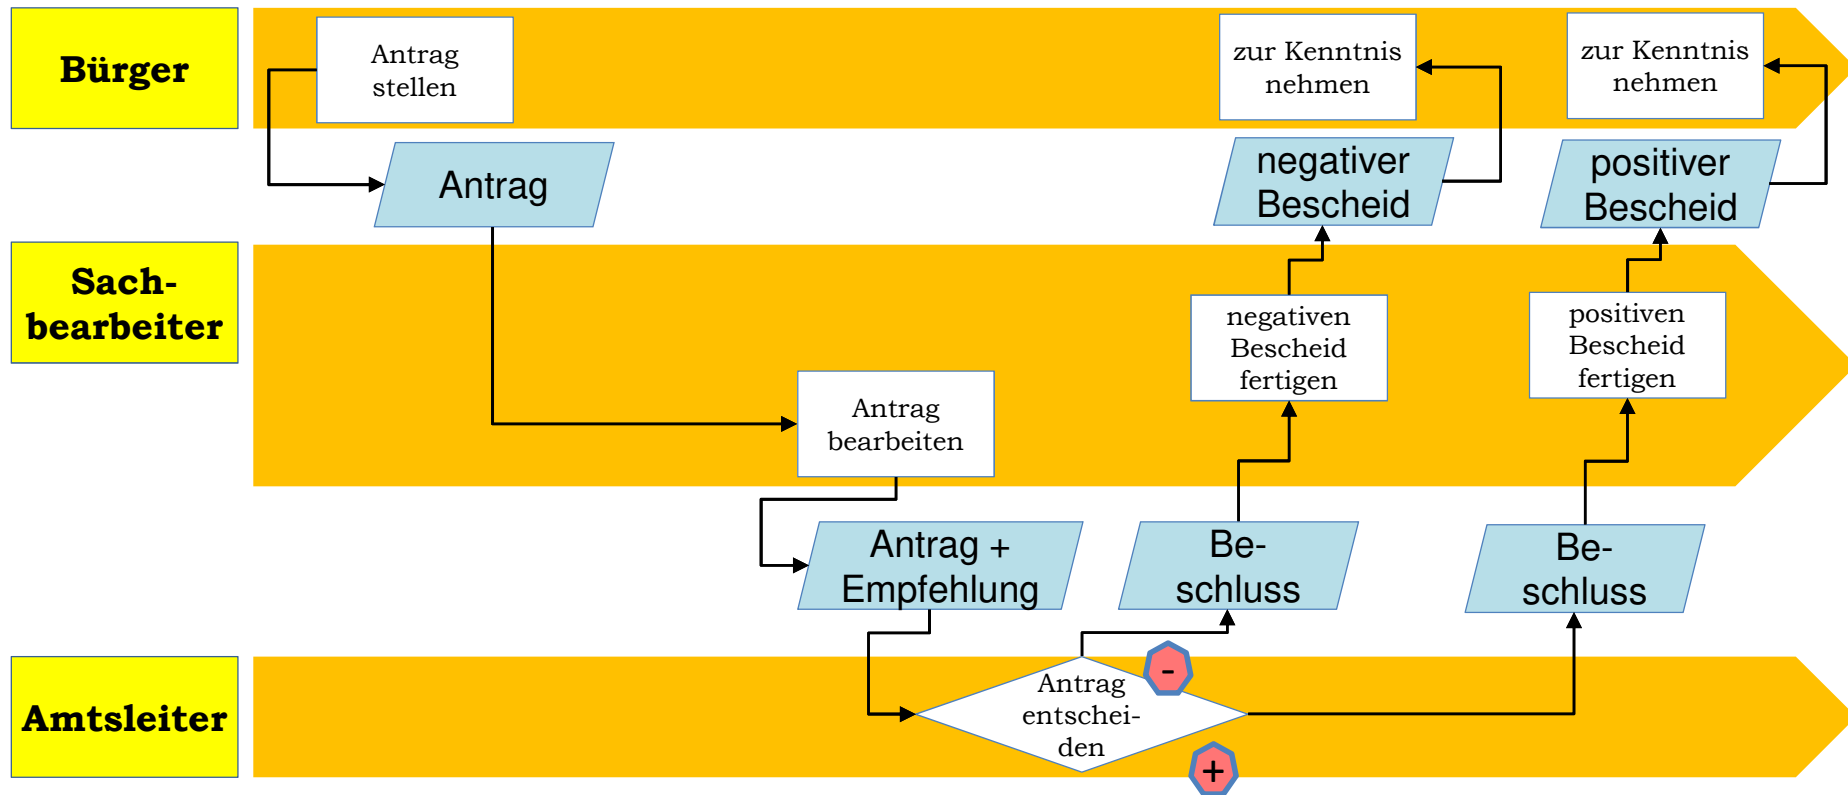 Bürger
Antrag
stellen
zur Kenntnis
nehmen
zur Kenntnis
nehmen
Antrag
negativer
Bescheid
positiver
Bescheid
Sach-
bearbeiter
negativen
Bescheid
fertigen
positiven
Bescheid
fertigen
Antrag
bearbeiten
Antrag +
Empfehlung
Be-
schluss
Be-
schluss
Amtsleiter
Antrag
entschei-
den
-
+